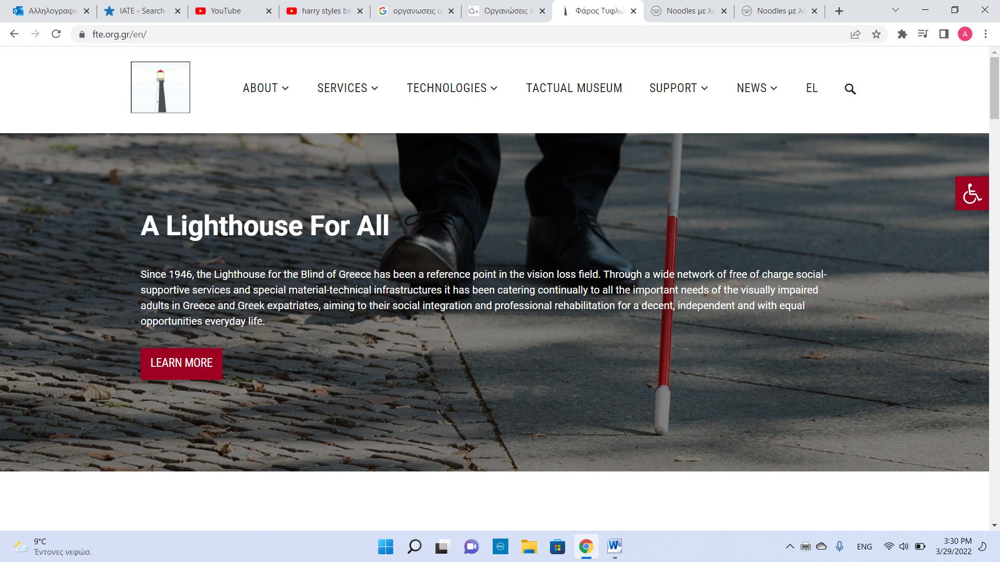 Αλληλογραφί
IATE - Search -
YouTube
harry styles be
οργανωσεις α
Οργανώσεις &
Φάρος Τυφλώ
Noodles με λα
Noodles με λα
fte.org.gr/en/
A
ABOUT
SERVICES
TECHNOLOGIES
TACTUAL MUSEUM
SUPPORT
NEWS
EL
A Lighthouse For All
Since 1946, the Lighthouse for the Blind of Greece has been a reference point in the vision loss field. Through a wide network of free of charge social-
supportive services and special material-technical infrastructures it has been catering continually to all the important needs of the visually impaired
adults in Greece and Greek expatriates, aiming to their social integration and professional rehabilitation for a decent, independent and with equal
opportunities everyday life.
LEARN MORE
9°C
Έντονες νεφώσ.
ENG
3:30 PM
3/29/2022